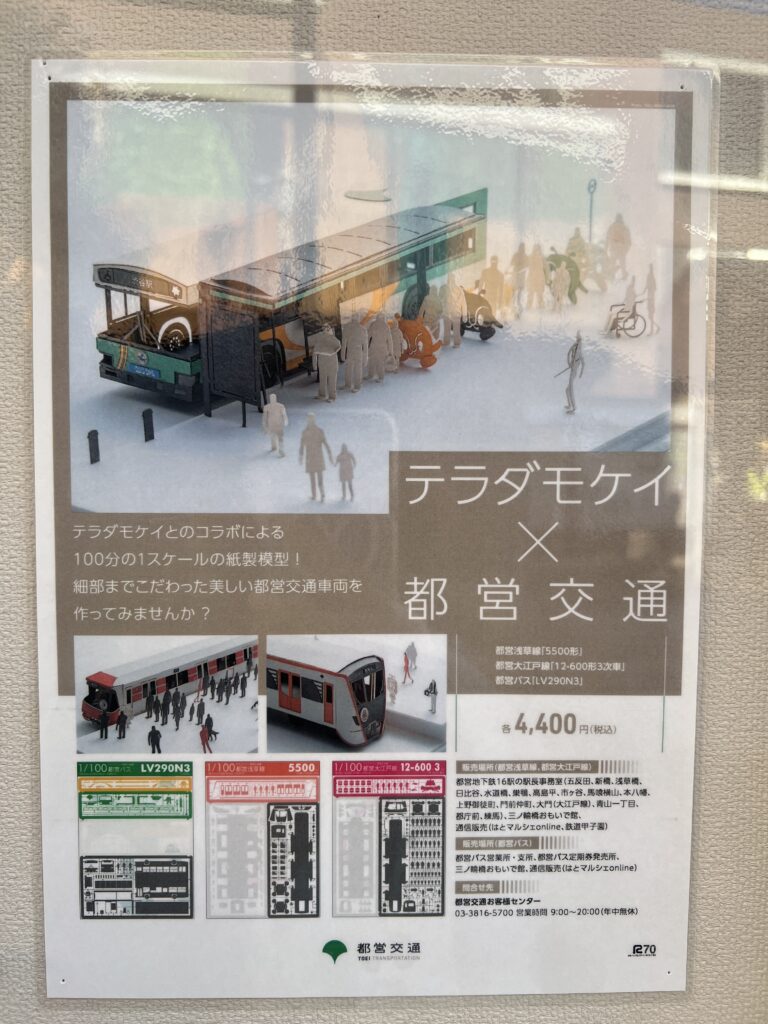 渋谷駅
テラダモケイ
×
都営交通
テラダモケイとのコラボによる
100分の1スケールの紙製模型！
細部までこだわった美しい都営交通車両を
作ってみませんか？
都営浅草線「5500形」
都営大江戸線「12-600形3次車」
都営バス「LV290N3」
各4,400円(税込)
1/100 都営バス LV290N3
1/100 都営浅草線 5500
1/100 都営大江戸線 12-600 3
販売場所(都営浅草線、都営大江戸線)
都営地下鉄16駅の駅長事務室(五反田、新橋、浅草橋、
日比谷、水道橋、巣鴨、高島平、市ヶ谷、馬喰横山、本八幡、
上野御徒町、門前仲町、大門(大江戸線)、青山一丁目、
都庁前、練馬)、三ノ輪橋おもいで館、
通信販売(はとマルシェonline、鉄道甲子園)
販売場所(都営バス)
都営バス営業所・支所、都営バス定期券発売所、
三ノ輪橋おもいで館、通信販売(はとマルシェonline)
問合せ先
都営交通お客様センター
03-3816-5700 営業時間 9:00～20:00(年中無休)
都営交通
TOEI TRANSPORTATION
R70